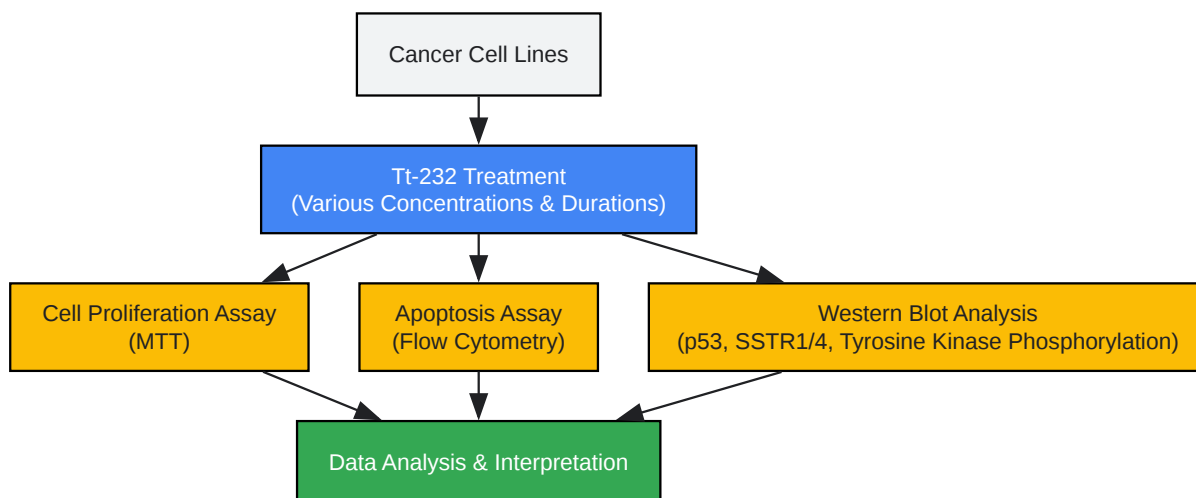 Cancer Cell Lines
Tt-232 Treatment
(Various Concentrations & Durations)
Cell Proliferation Assay
(MTT)
Apoptosis Assay
(Flow Cytometry)
Western Blot Analysis
(p53, SSTR1/4, Tyrosine Kinase Phosphorylation)
Data Analysis & Interpretation